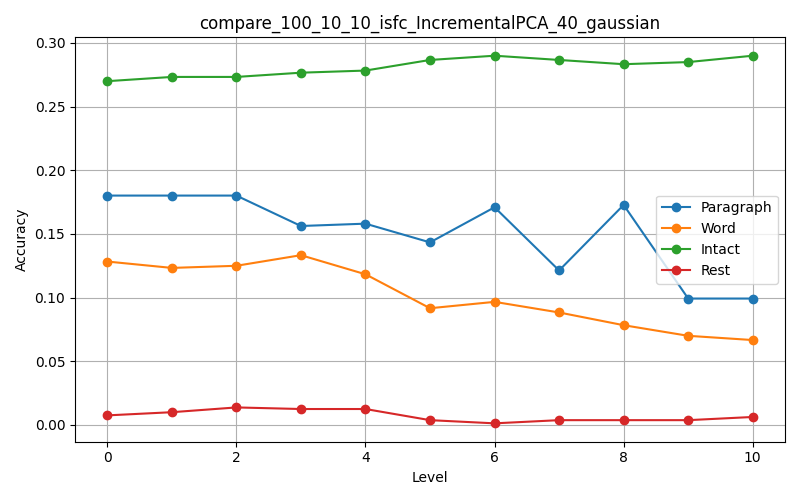 compare_100_10_10_isfc_IncrementalPCA_40_gaussian
Accuracy
0.30
0.25
0.20
0.15
0.10
0.05
0.00
Paragraph
Word
Intact
Rest
0 2 4 6 8 10
Level